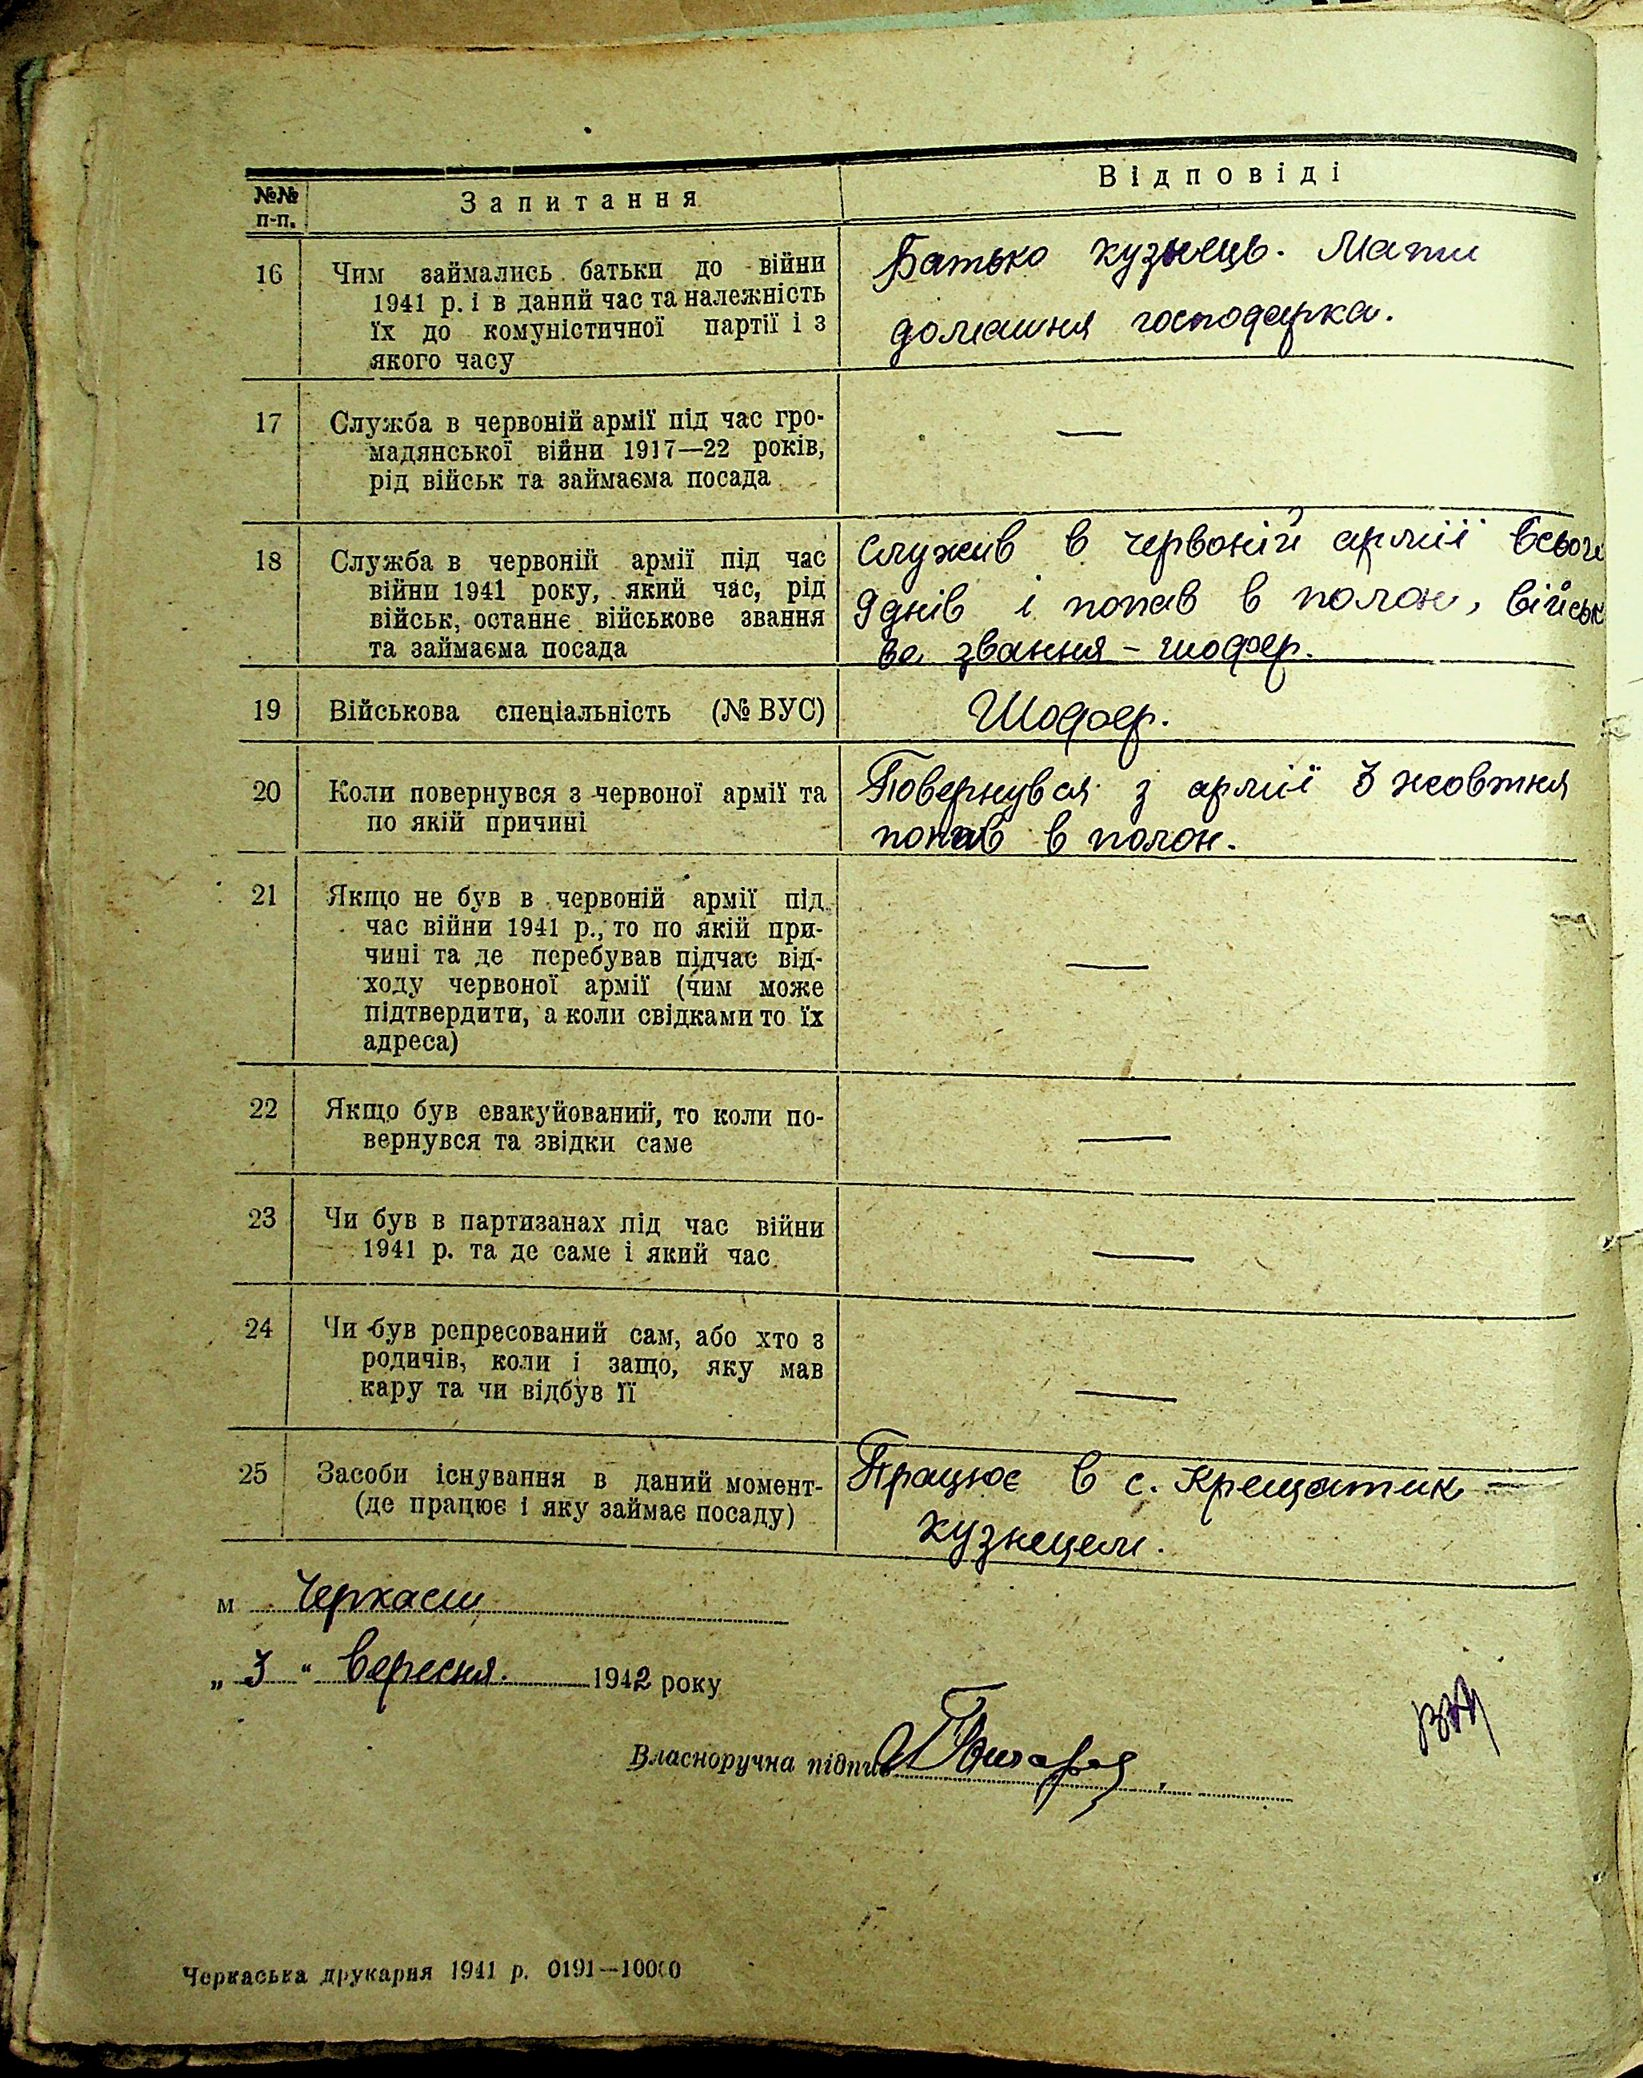 №№ п-п. Запитання Відповіді
16 Чим займались батьки до війни
1941 р. і в даний час та належність
їх до комуністичної партії і з
якого часу
Батько кузнець. Мати
домашня господарка.
17 Служба в червоній армії під час гро-
мадянської війни 1917—22 років,
рід військ та займаєма посада
—
18 Служба в червоній армії під час
війни 1941 року, який час, рід
військ, останнє військове звання
та займаєма посада
Служив в червоній армії всього
9 днів і попав в полон, військ
ве звання - шофер.
19 Військова спеціальність (№ ВУС)
Шофер.
20 Коли повернувся з червоної армії та
по якій причині
Повернувся з армії 3 жовтня
попав в полон.
21 Якщо не був в червоній армії під
час війни 1941 р., то по якій при-
чині та де перебував підчас від-
ходу червоної армії (чим може
підтвердити, а коли свідками то їх
адреса)
—
22 Якщо був евакуйований, то коли по-
вернувся та звідки саме
—
23 Чи був в партизанах під час війни
1941 р. та де саме і який час
—
24 Чи був репресований сам, або хто з
родичів, коли і защо, яку мав
кару та чи відбув її
—
25 Засоби існування в даний момент-
(де працює і яку займає посаду)
Працює в с. Крещатик —
кузнецем.
м Черкаси
„ 3 “ вересня. 1942 року
Власноручна підпис
Черкаська друкарня 1941 р. 0191—10000